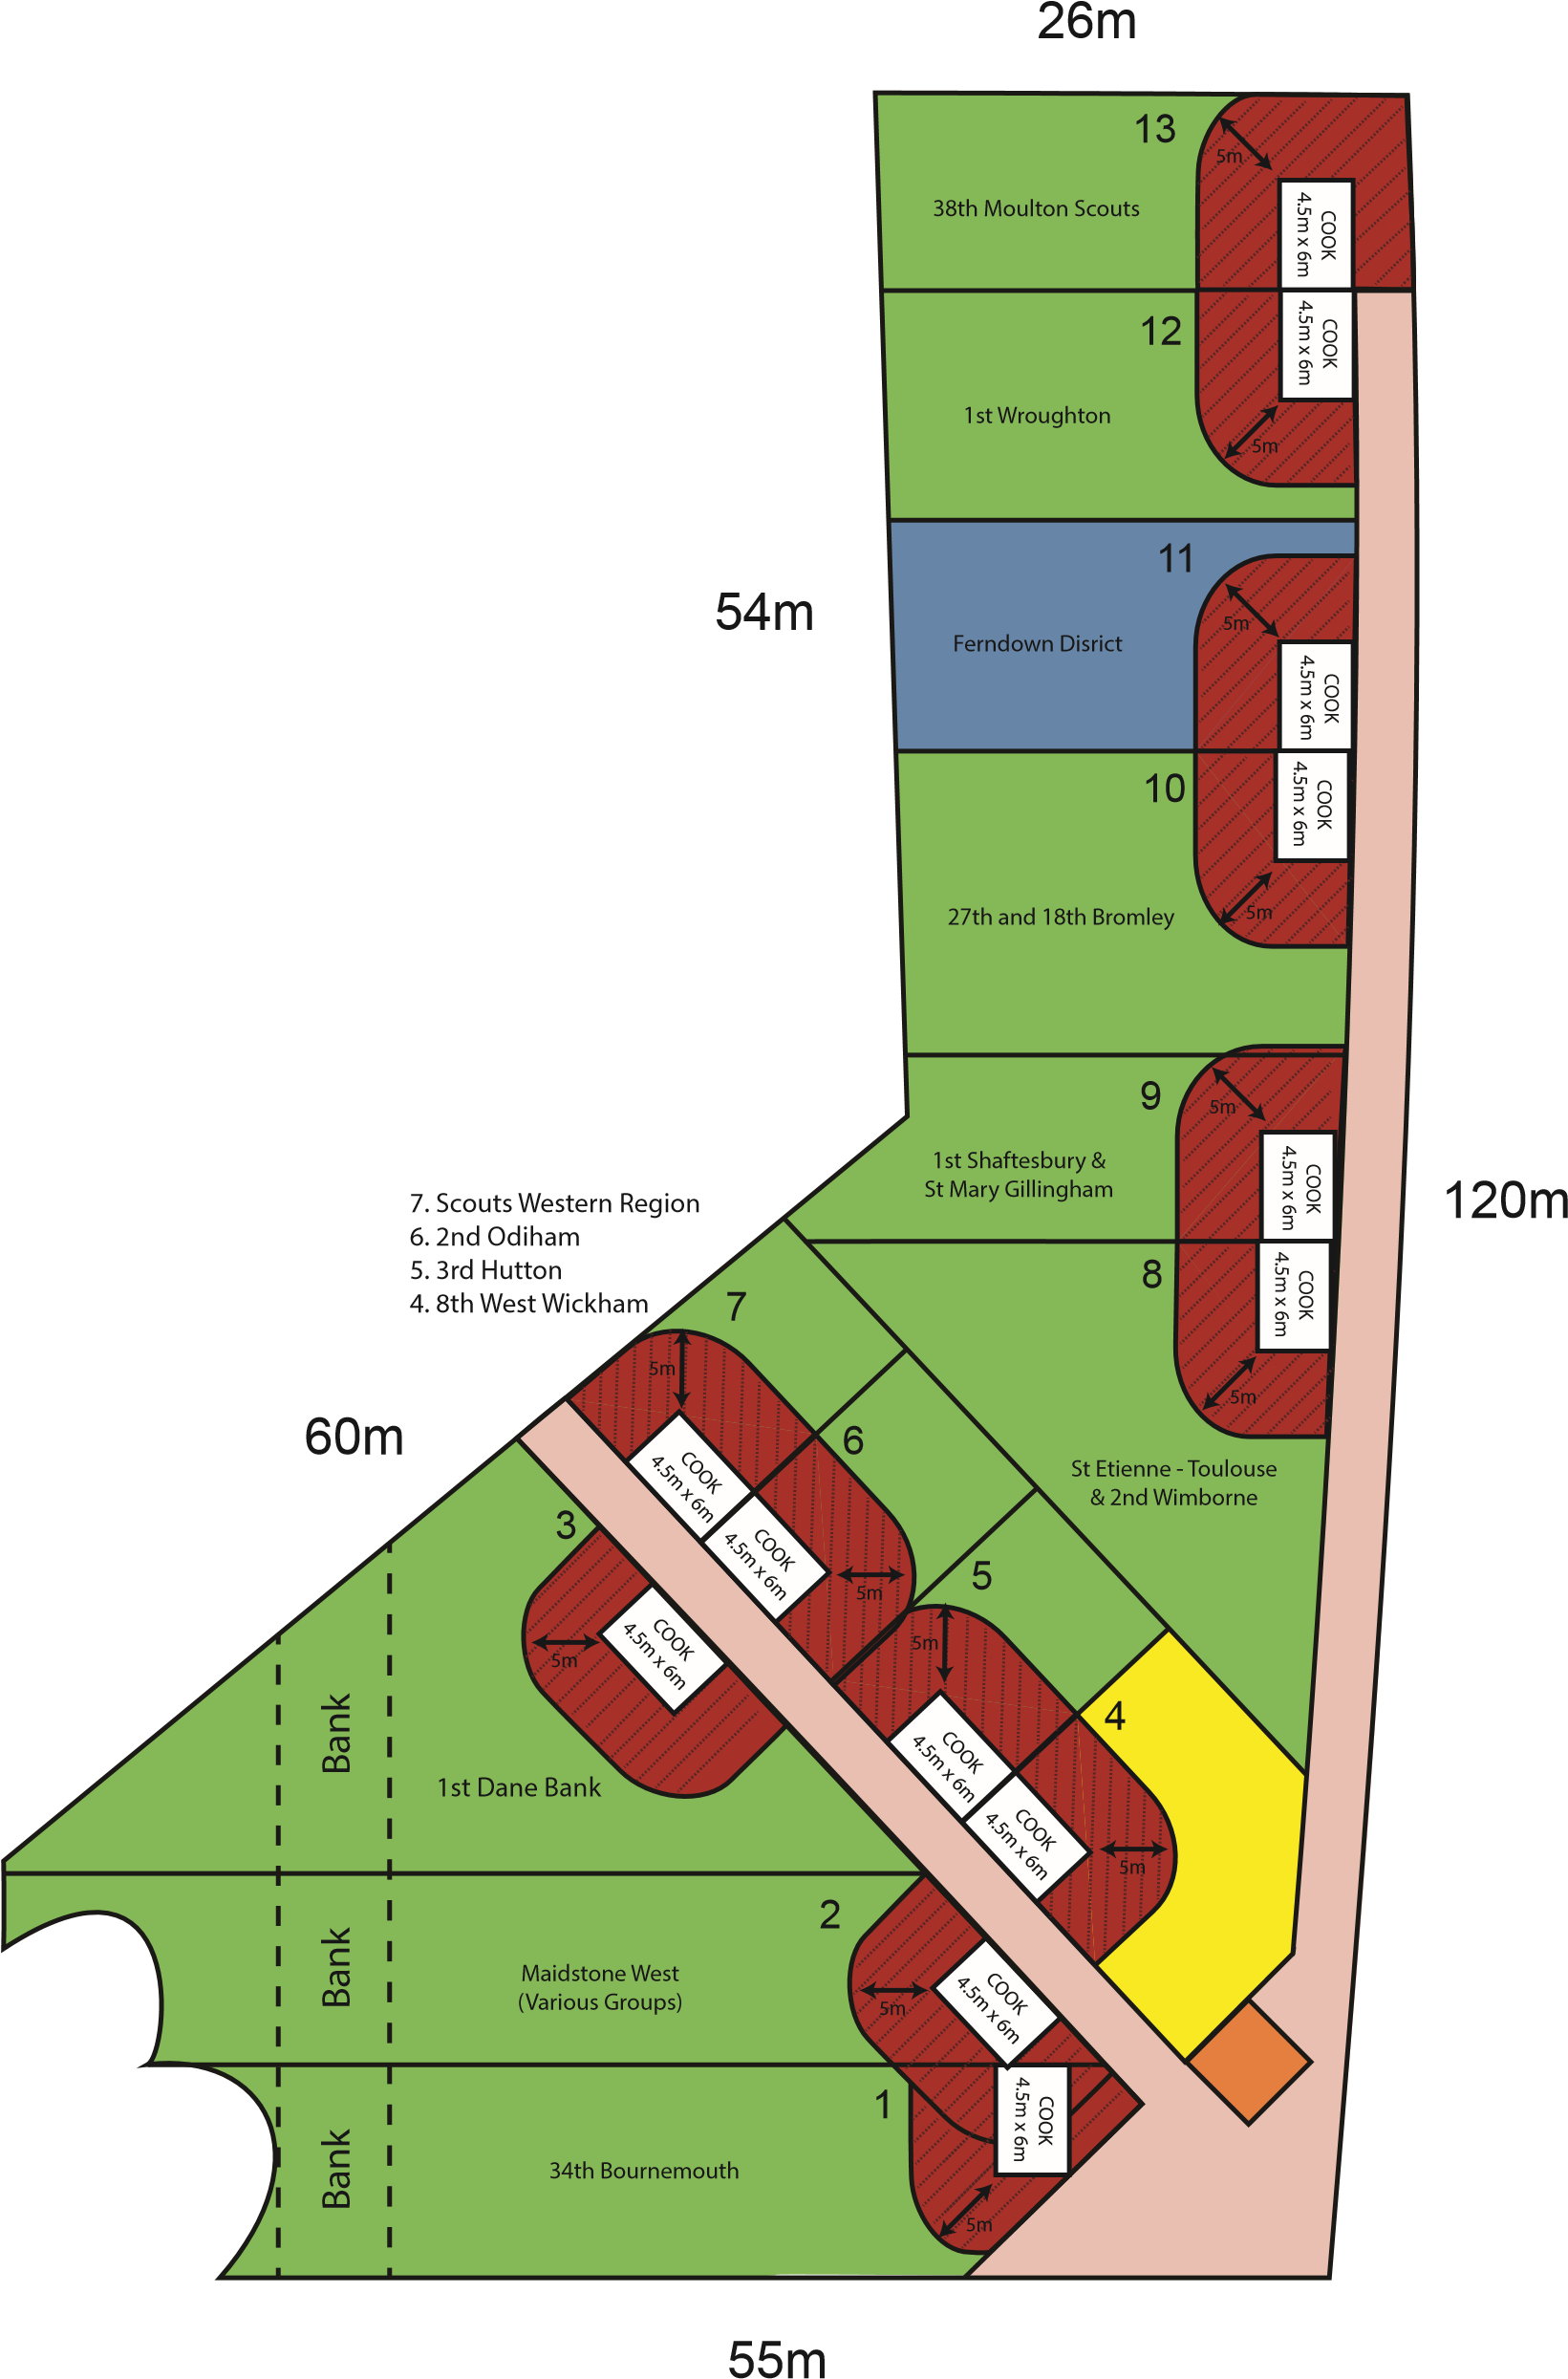 26m
13
5m
38th Moulton Scouts
COOK
4.5m x 6m
12
COOK
4.5m x 6m
1st Wroughton
5m
11
54m
5m
Ferndown Disrict
COOK
4.5m x 6m
10
COOK
4.5m x 6m
27th and 18th Bromley
5m
9
5m
1st Shaftesbury &
St Mary Gillingham
COOK
4.5m x 6m
120m
7. Scouts Western Region
6. 2nd Odiham
5. 3rd Hutton
4. 8th West Wickham
8
COOK
4.5m x 6m
5m
7
5m
60m
6
COOK
4.5m x 6m
St Etienne - Toulouse
& 2nd Wimborne
3
COOK
4.5m x 6m
5m
5
COOK
4.5m x 6m
5m
5m
Bank
4
COOK
4.5m x 6m
1st Dane Bank
COOK
4.5m x 6m
5m
2
Bank
Maidstone West
(Various Groups)
COOK
4.5m x 6m
5m
1
COOK
4.5m x 6m
Bank
34th Bournemouth
5m
55m